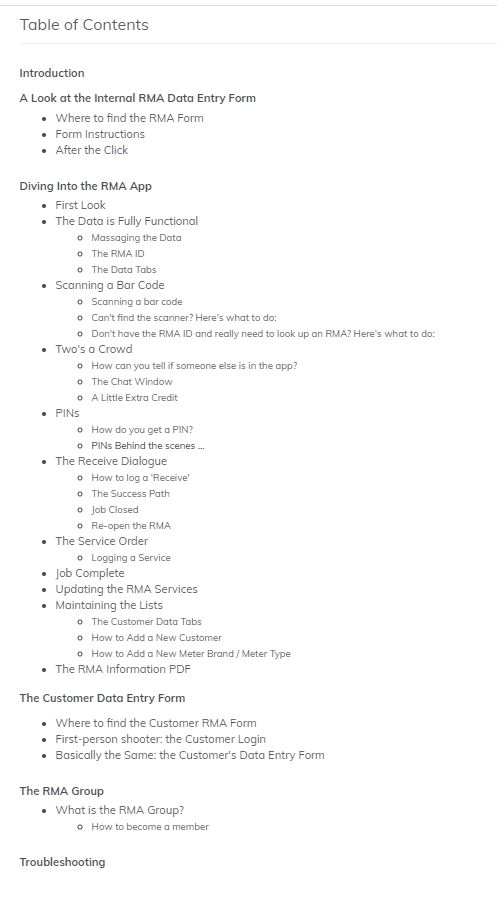 Table of Contents
Introduction
A Look at the Internal RMA Data Entry Form
Where to find the RMA Form
Form Instructions
After the Click
Diving Into the RMA App
First Look
The Data is Fully Functional
Massaging the Data
The RMA ID
The Data Tabs
Scanning a Bar Code
Scanning a bar code
Can't find the scanner? Here's what to do:
Don't have the RMA ID and really need to look up an RMA? Here's what to do:
Two's a Crowd
How can you tell if someone else is in the app?
The Chat Window
A Little Extra Credit
PINs
How do you get a PIN?
PINs Behind the scenes ...
The Receive Dialogue
How to log a 'Receive'
The Success Path
Job Closed
Re-open the RMA
The Service Order
Logging a Service
Job Complete
Updating the RMA Services
Maintaining the Lists
The Customer Data Tabs
How to Add a New Customer
How to Add a New Meter Brand / Meter Type
The RMA Information PDF
The Customer Data Entry Form
Where to find the Customer RMA Form
First-person shooter: the Customer Login
Basically the Same: the Customer's Data Entry Form
The RMA Group
What is the RMA Group?
How to become a member
Troubleshooting